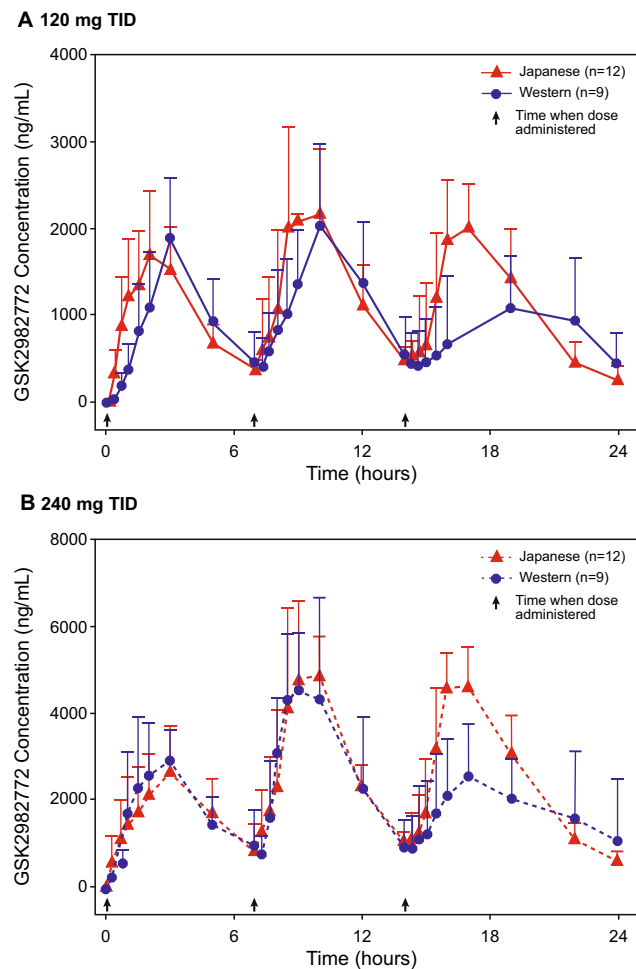 A 120 mg TID
4000
3000
2000
1000
0
GSK2982772 Concentration (ng/mL)
Japanese (n=12)
Western (n=9)
Time when dose
administered
0 6 12 18 24
Time (hours)
B 240 mg TID
8000
6000
4000
2000
0
GSK2982772 Concentration (ng/mL)
Japanese (n=12)
Western (n=9)
Time when dose
administered
0 6 12 18 24
Time (hours)